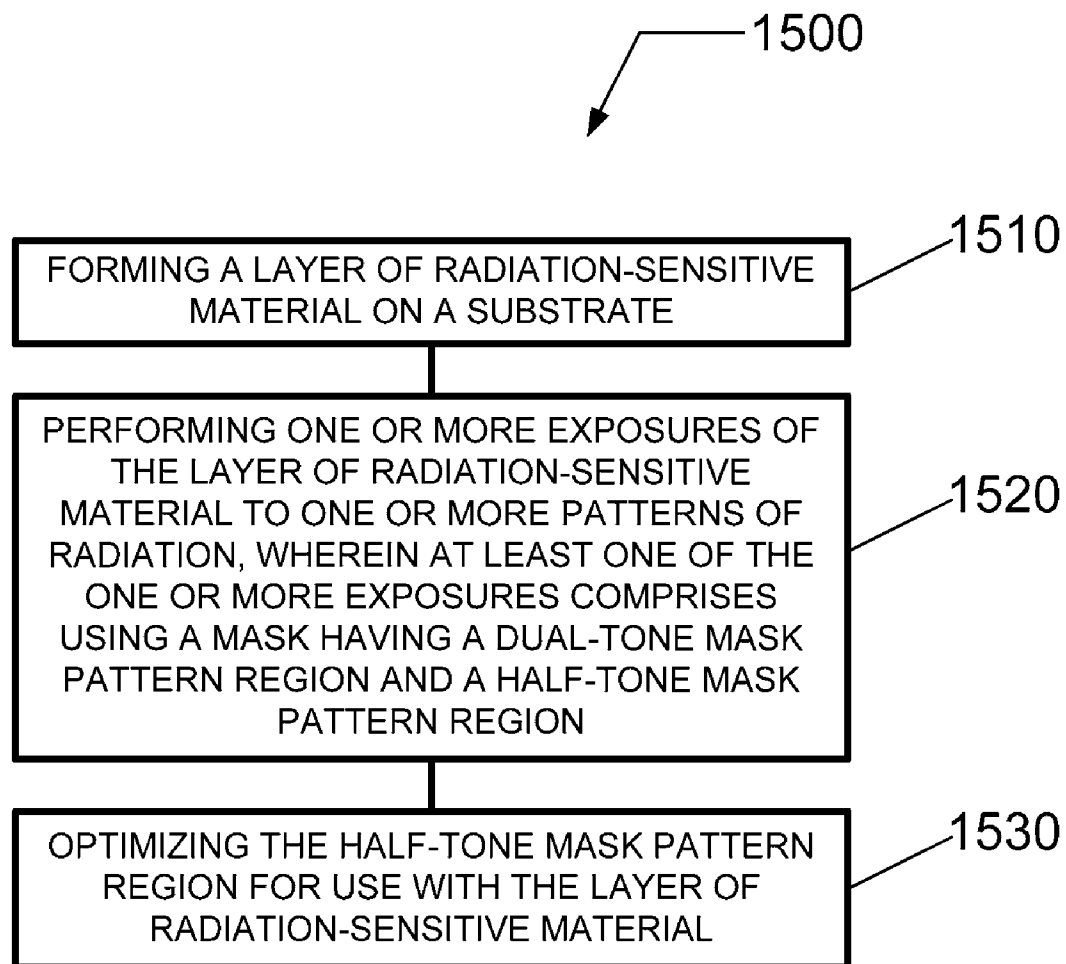 1500
1510
FORMING A LAYER OF RADIATION-SENSITIVE
MATERIAL ON A SUBSTRATE
PERFORMING ONE OR MORE EXPOSURES OF
THE LAYER OF RADIATION-SENSITIVE
MATERIAL TO ONE OR MORE PATTERNS OF
RADIATION, WHEREIN AT LEAST ONE OF THE
ONE OR MORE EXPOSURES COMPRISES
USING A MASK HAVING A DUAL-TONE MASK
PATTERN REGION AND A HALF-TONE MASK
PATTERN REGION
1520
OPTIMIZING THE HALF-TONE MASK PATTERN
REGION FOR USE WITH THE LAYER OF
RADIATION-SENSITIVE MATERIAL
1530